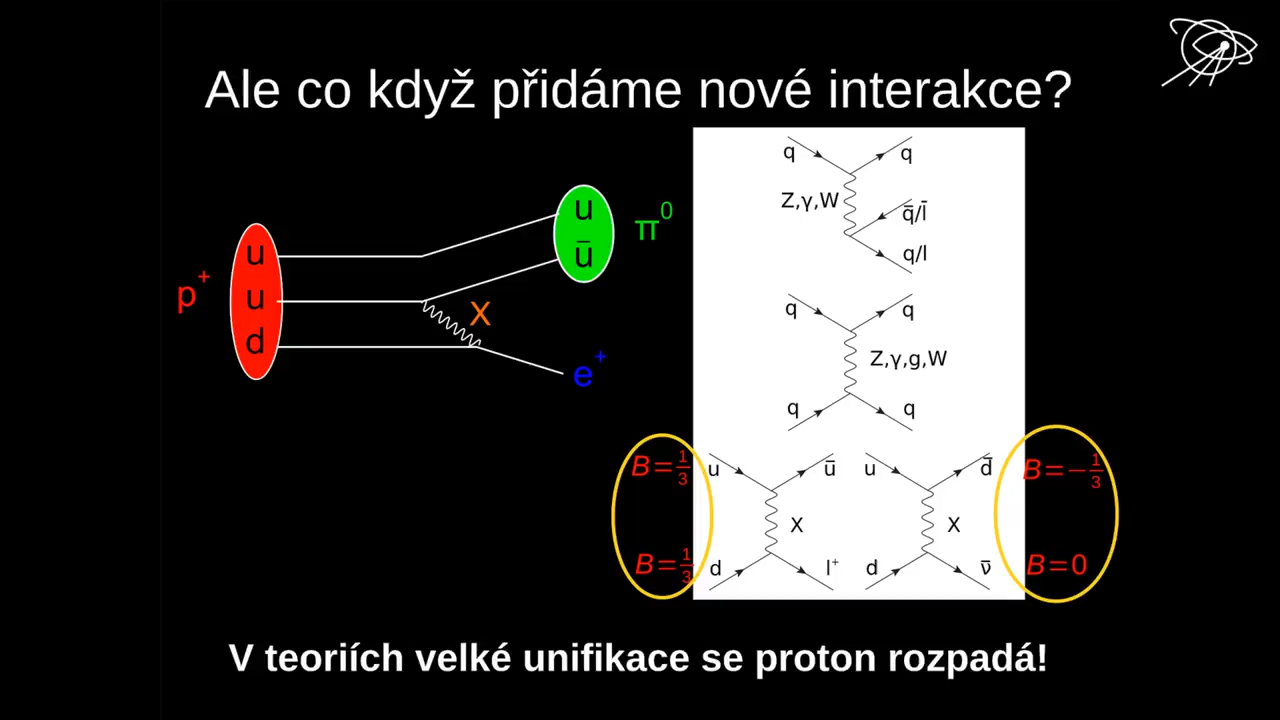 Ale co když přidáme nové interakce?
p⁺
u
u
d
u
ū
π⁰
X
e⁺
q
q
Z,γ,W
q̄/l̄
q/l
q
q
Z,γ,g,W
q
q
B=1/3
u
ū
u
d̄
B=−1/3
X
X
B=1/3
d
l⁺
d
ν̄
B=0
V teoriích velké unifikace se proton rozpadá!